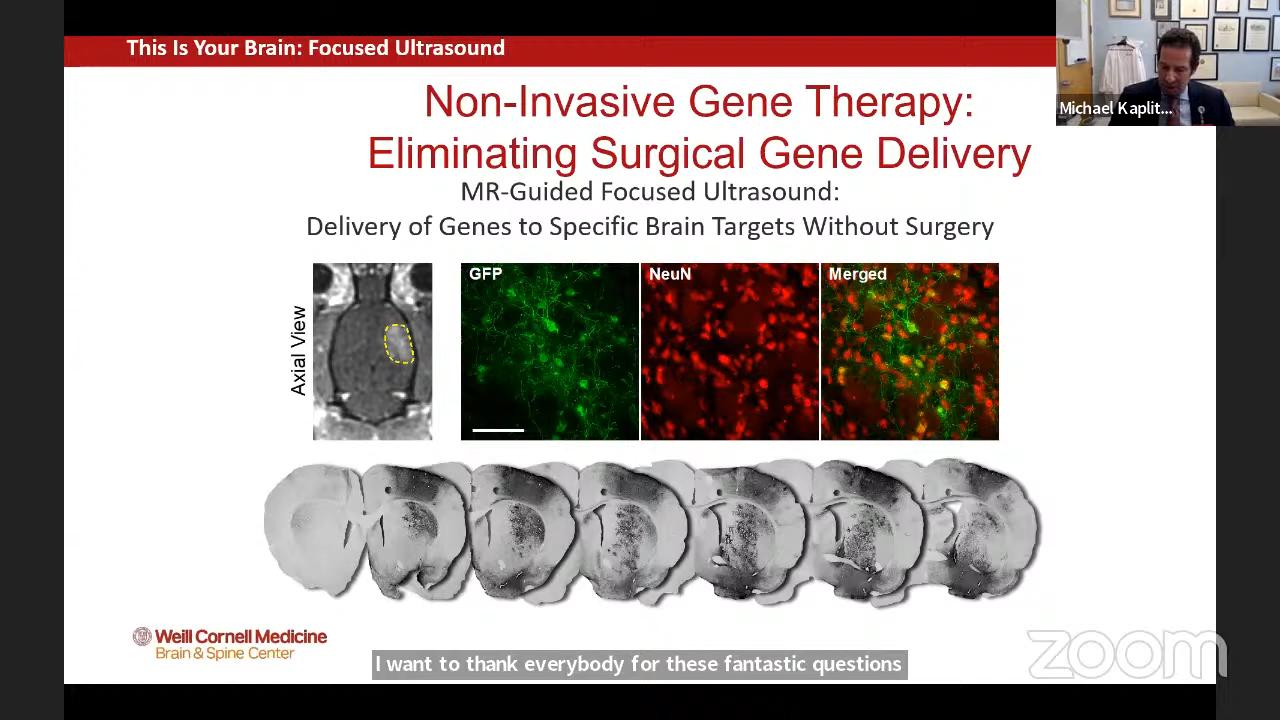 This Is Your Brain: Focused Ultrasound
Michael Kaplit...
Non-Invasive Gene Therapy:
Eliminating Surgical Gene Delivery
MR-Guided Focused Ultrasound:
Delivery of Genes to Specific Brain Targets Without Surgery
Axial View
GFP
NeuN
Merged
Weill Cornell Medicine
Brain & Spine Center
I want to thank everybody for these fantastic questions
zoom